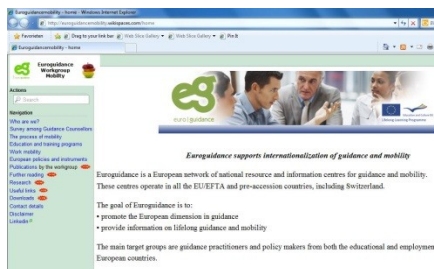 Euroguidancemobility - home - Windows Internet Explorer
http://euroguidancemobility.wikispaces.com/home
Favorieten Drag to your link bar Web Slice Gallery Web Slice Gallery Pin It
Euroguidancemobility - home
Euroguidance
Workgroup
Mobility
Actions
Search
Navigation
Who are we?
Survey among Guidance Counsellors
The process of mobility
Education and training programs
Work mobility
European policies and instruments
Publications by the workgroup
Further reading
Research
Useful links
Downloads
Contact details
Disclaimer
LinkedIn
euro guidance
Lifelong Learning Programme
Euroguidance supports internationalization of guidance and mobility
Euroguidance is a European network of national resource and information centres for guidance and mobility.
These centres operate in all the EU/EFTA and pre-accession countries, including Switzerland.
The goal of Euroguidance is to:
• promote the European dimension in guidance
• provide information on lifelong guidance and mobility
The main target groups are guidance practitioners and policy makers from both the educational and employmen
European countries.